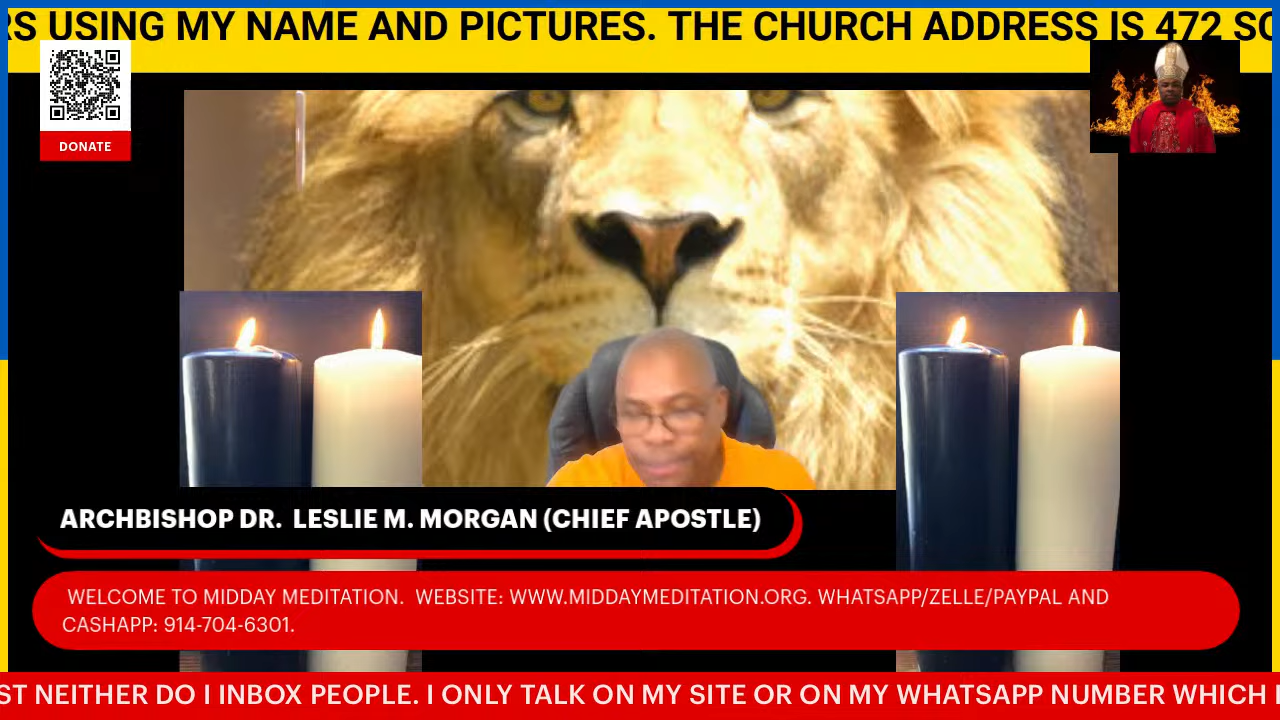 RS USING MY NAME AND PICTURES. THE CHURCH ADDRESS IS 472 SO
DONATE
ARCHBISHOP DR. LESLIE M. MORGAN (CHIEF APOSTLE)
WELCOME TO MIDDAY MEDITATION. WEBSITE: WWW.MIDDAYMEDITATION.ORG. WHATSAPP/ZELLE/PAYPAL AND
CASHAPP: 914-704-6301.
ST NEITHER DO I INBOX PEOPLE. I ONLY TALK ON MY SITE OR ON MY WHATSAPP NUMBER WHICH